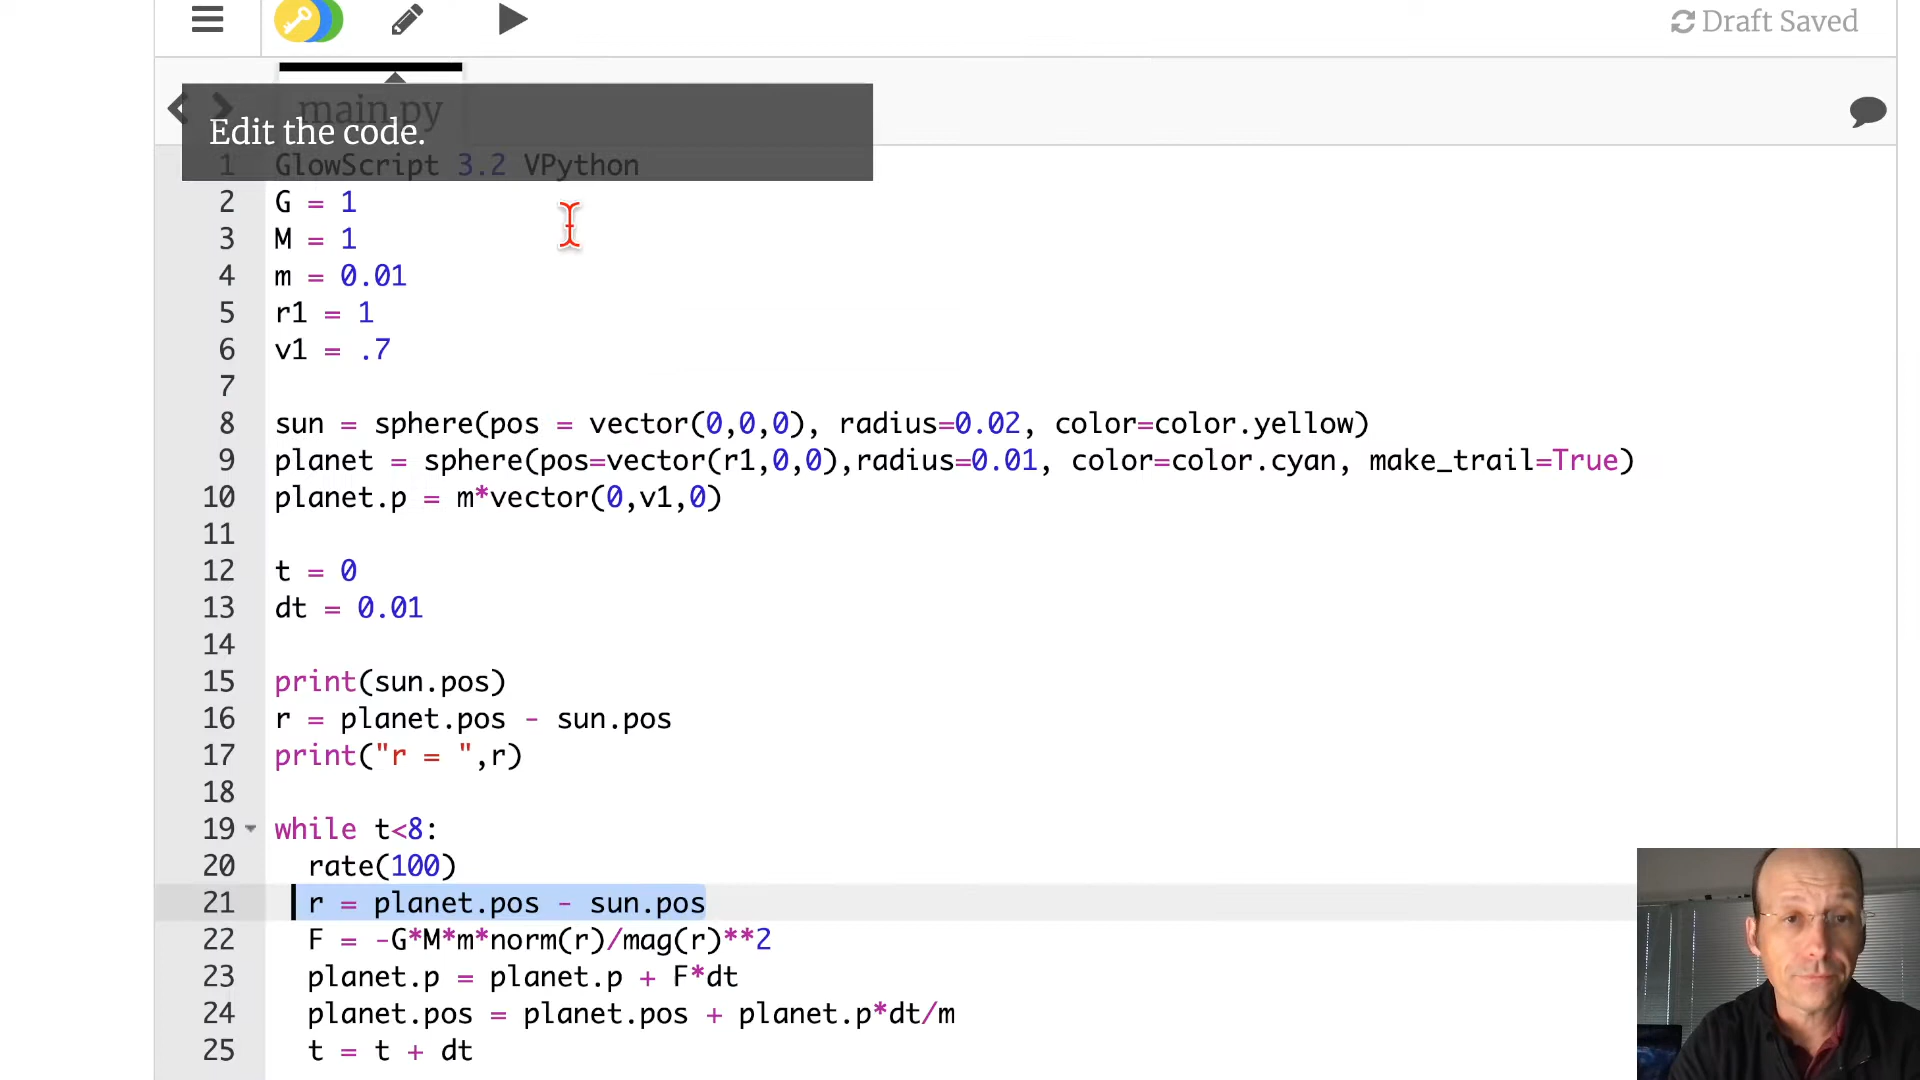 Draft Saved
main.py
Edit the code.
1 GlowScript 3.2 VPython
2 G = 1
3 M = 1
4 m = 0.01
5 r1 = 1
6 v1 = .7
7
8 sun = sphere(pos = vector(0,0,0), radius=0.02, color=color.yellow)
9 planet = sphere(pos=vector(r1,0,0),radius=0.01, color=color.cyan, make_trail=True)
10 planet.p = m*vector(0,v1,0)
11
12 t = 0
13 dt = 0.01
14
15 print(sun.pos)
16 r = planet.pos - sun.pos
17 print("r = ",r)
18
19 while t<8:
20   rate(100)
21   r = planet.pos - sun.pos
22   F = -G*M*m*norm(r)/mag(r)**2
23   planet.p = planet.p + F*dt
24   planet.pos = planet.pos + planet.p*dt/m
25   t = t + dt